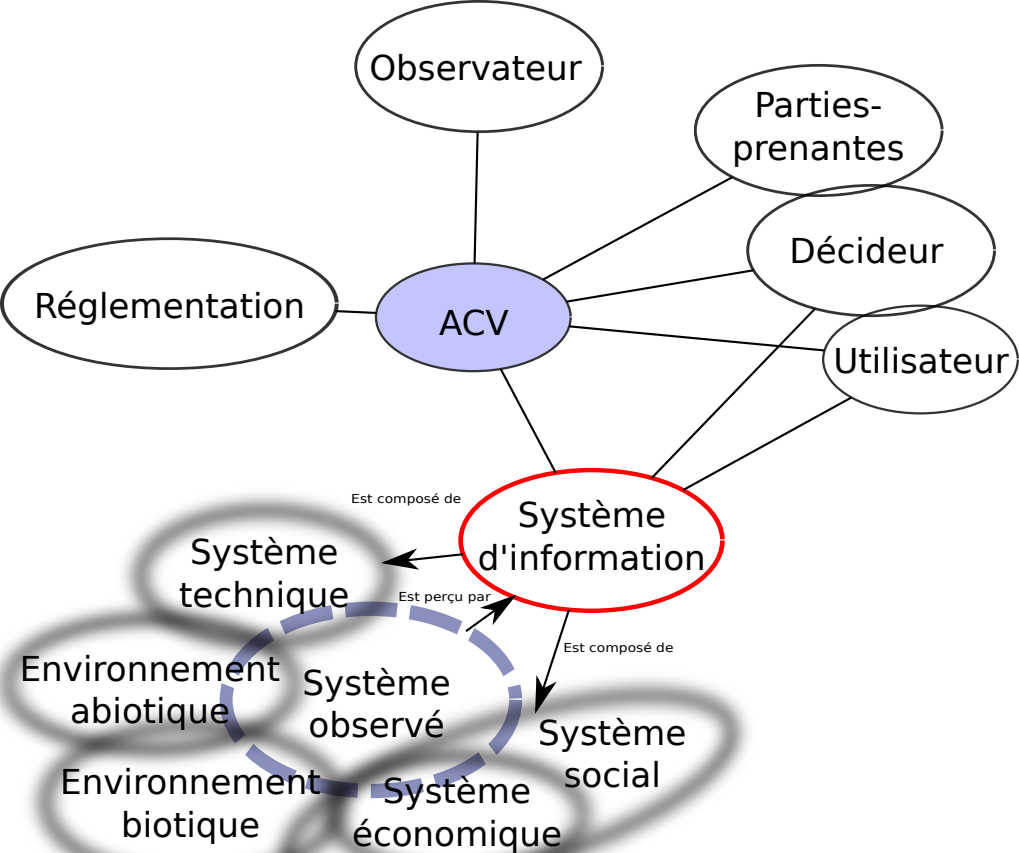 Observateur
Parties-
prenantes
Décideur
Réglementation
ACV
Utilisateur
Est composé de
Système
d'information
Système
technique
Est perçu par
Est composé de
Environnement
abiotique
Système
observé
Système
social
Environnement
biotique
Système
économique